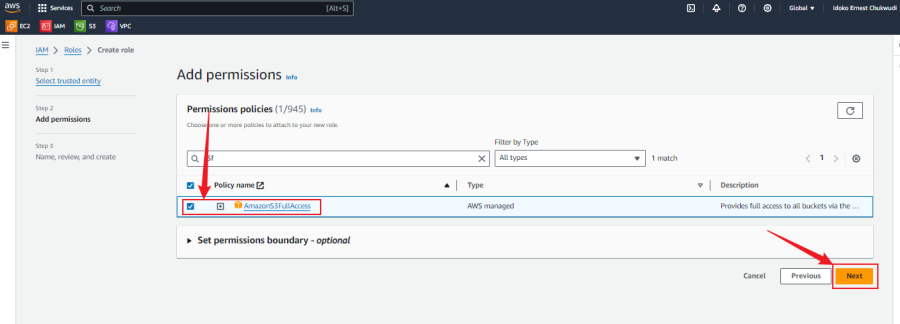 aws
Services
Search
[Alt+S]
Global
Idoko Ernest Chukwudi
EC2
IAM
S3
VPC
IAM > Roles > Create role
Step 1
Select trusted entity
Step 2
Add permissions
Step 3
Name, review, and create
Add permissions Info
Permissions policies (1/945) Info
Choose one or more policies to attach to your new role.
Filter by Type
All types
1 match
1
Policy name
Type
Description
AmazonS3FullAccess
AWS managed
Provides full access to all buckets via the ...
Set permissions boundary - optional
Cancel
Previous
Next